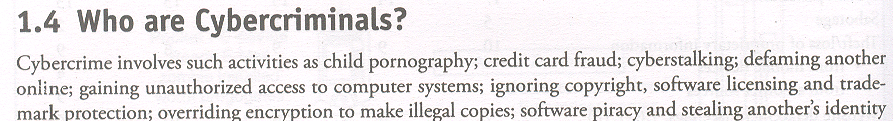 1.4 Who are Cybercriminals?
Cybercrime involves such activities as child pornography; credit card fraud; cyberstalking; defaming another
online; gaining unauthorized access to computer systems; ignoring copyright, software licensing and trade-
mark protection; overriding encryption to make illegal copies; software piracy and stealing another's identity